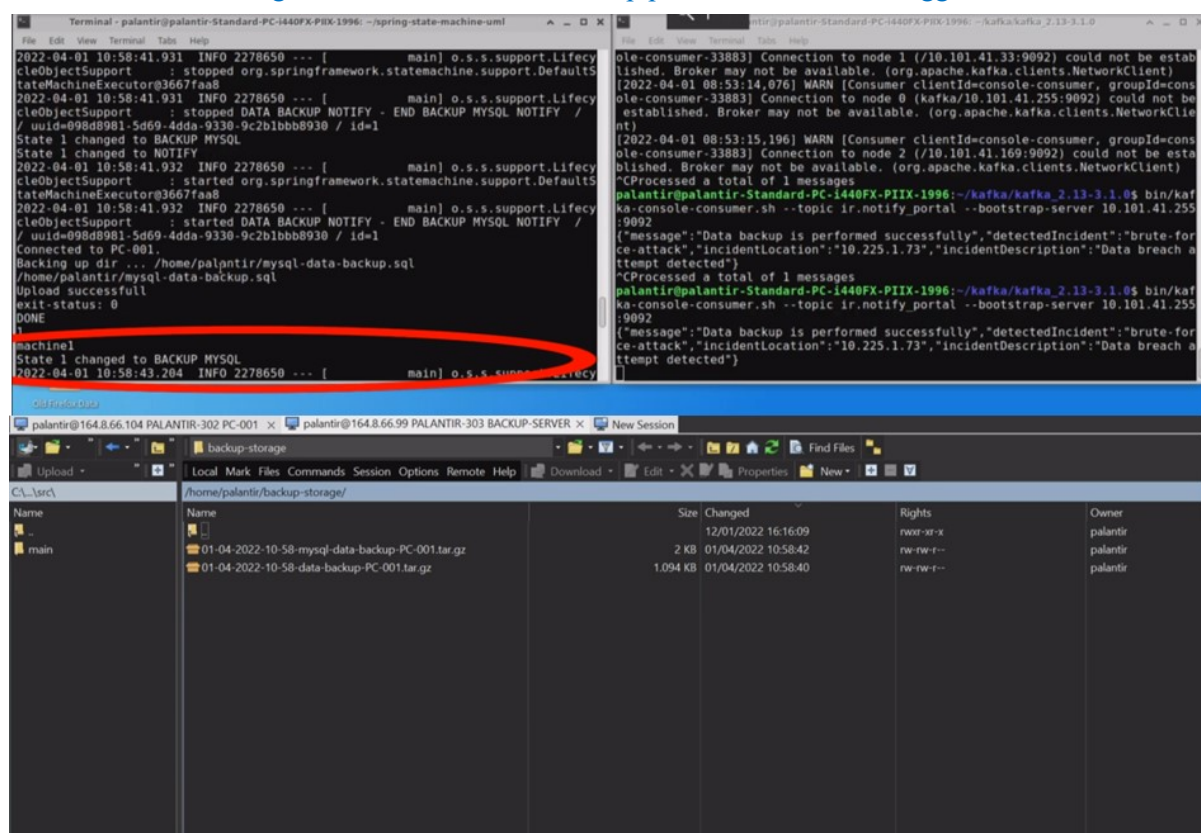 Terminal - palantir@palantir-Standard-PC-i440FX-PIIX-1996: ~/spring-state-machine-uml
File Edit View Terminal Tabs Help
2022-04-01 10:58:41.931 INFO 2278650 --- [ main] o.s.s.support.Lifecy
cleObjectSupport : stopped org.springframework.statemachine.support.DefaultS
tateMachineExecutor@3667faa8
2022-04-01 10:58:41.931 INFO 2278650 --- [ main] o.s.s.support.Lifecy
cleObjectSupport : stopped DATA BACKUP NOTIFY - END BACKUP MYSQL NOTIFY /
/ uuid=098d8981-5d69-4dda-9330-9c2b1bbb8930 / id=1
State 1 changed to BACKUP MYSQL
State 1 changed to NOTIFY
2022-04-01 10:58:41.932 INFO 2278650 --- [ main] o.s.s.support.Lifecy
cleObjectSupport : started org.springframework.statemachine.support.DefaultS
tateMachineExecutor@3667faa8
2022-04-01 10:58:41.932 INFO 2278650 --- [ main] o.s.s.support.Lifecy
cleObjectSupport : started DATA BACKUP NOTIFY - END BACKUP MYSQL NOTIFY /
/ uuid=098d8981-5d69-4dda-9330-9c2b1bbb8930 / id=1
Connected to PC-001.
Backing up dir ... /home/palantir/mysql-data-backup.sql
/home/palantir/mysql-data-backup.sql
Upload successfull
exit-status: 0
DONE
1
machine1
State 1 changed to BACKUP MYSQL
2022-04-01 10:58:43.204 INFO 2278650 --- [ main] o.s.s.support.Lifecy
ntir@palantir-Standard-PC-i440FX-PIIX-1996: ~/kafka/kafka_2.13-3.1.0
File Edit View Terminal Tabs Help
ole-consumer-33883] Connection to node 1 (/10.101.41.33:9092) could not be estab
lished. Broker may not be available. (org.apache.kafka.clients.NetworkClient)
[2022-04-01 08:53:14,076] WARN [Consumer clientId=console-consumer, groupId=cons
ole-consumer-33883] Connection to node 0 (kafka/10.101.41.255:9092) could not be
established. Broker may not be available. (org.apache.kafka.clients.NetworkClie
nt)
[2022-04-01 08:53:15,196] WARN [Consumer clientId=console-consumer, groupId=cons
ole-consumer-33883] Connection to node 2 (/10.101.41.169:9092) could not be esta
blished. Broker may not be available. (org.apache.kafka.clients.NetworkClient)
^CProcessed a total of 1 messages
palantir@palantir-Standard-PC-i440FX-PIIX-1996:~/kafka/kafka_2.13-3.1.0$ bin/kaf
ka-console-consumer.sh --topic ir.notify_portal --bootstrap-server 10.101.41.255
:9092
{"message":"Data backup is performed successfully","detectedIncident":"brute-for
ce-attack","incidentLocation":"10.225.1.73","incidentDescription":"Data breach a
ttempt detected"}
^CProcessed a total of 1 messages
palantir@palantir-Standard-PC-i440FX-PIIX-1996:~/kafka/kafka_2.13-3.1.0$ bin/kaf
ka-console-consumer.sh --topic ir.notify_portal --bootstrap-server 10.101.41.255
:9092
{"message":"Data backup is performed successfully","detectedIncident":"brute-for
ce-attack","incidentLocation":"10.225.1.73","incidentDescription":"Data breach a
ttempt detected"}
Old Firefox Data
palantir@164.8.66.104 PALANTIR-302 PC-001 palantir@164.8.66.99 PALANTIR-303 BACKUP-SERVER New Session
backup-storage Find Files
Upload Local Mark Files Commands Session Options Remote Help Download Edit Properties New
C:\...\src\ /home/palantir/backup-storage/
Name Name Size Changed Rights Owner
.. 12/01/2022 16:16:09 rwxr-xr-x palantir
main 01-04-2022-10-58-mysql-data-backup-PC-001.tar.gz 2 KB 01/04/2022 10:58:42 rw-rw-r-- palantir
01-04-2022-10-58-data-backup-PC-001.tar.gz 1.094 KB 01/04/2022 10:58:40 rw-rw-r-- palantir